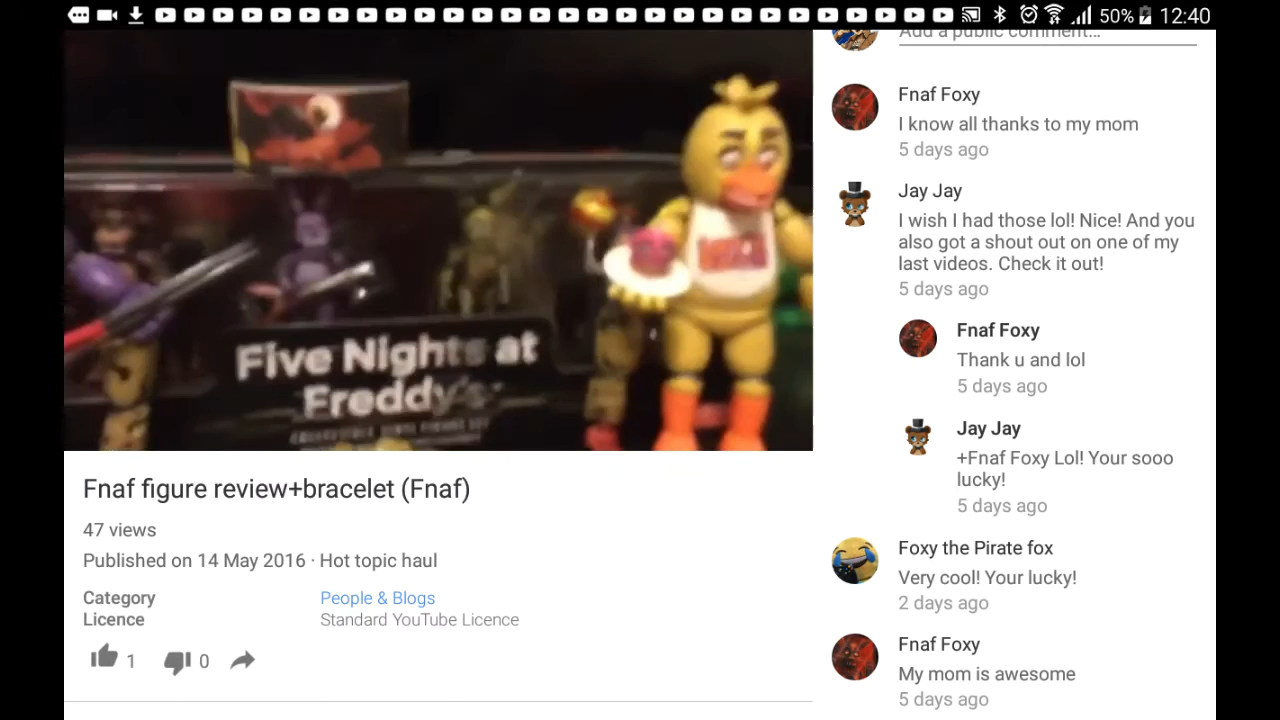 50% 12:40
Add a public comment...
Five Nights at
Freddy's
Fnaf figure review+bracelet (Fnaf)
47 views
Published on 14 May 2016 · Hot topic haul
Category People & Blogs
Licence Standard YouTube Licence
1 0
Fnaf Foxy
I know all thanks to my mom
5 days ago
Jay Jay
I wish I had those lol! Nice! And you
also got a shout out on one of my
last videos. Check it out!
5 days ago
Fnaf Foxy
Thank u and lol
5 days ago
Jay Jay
+Fnaf Foxy Lol! Your sooo
lucky!
5 days ago
Foxy the Pirate fox
Very cool! Your lucky!
2 days ago
Fnaf Foxy
My mom is awesome
5 days ago